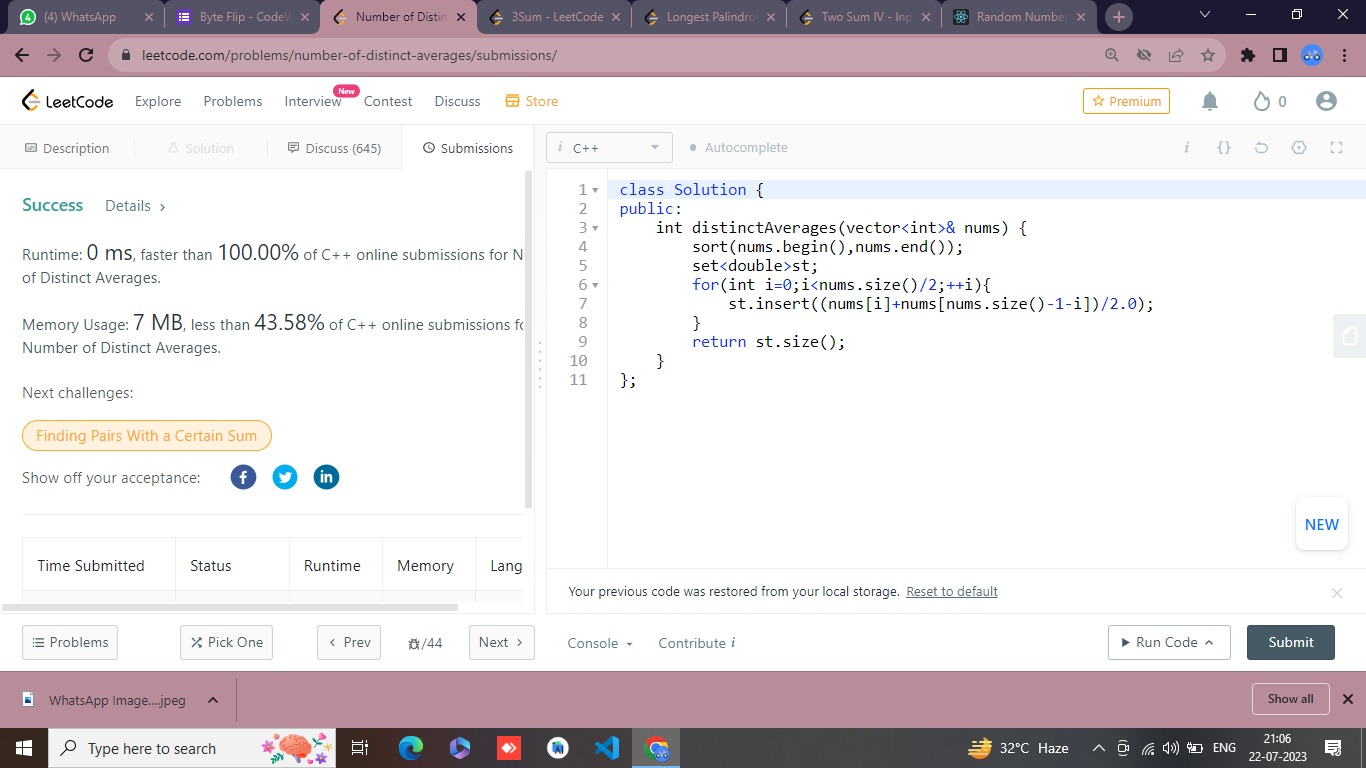 (4) WhatsApp
Byte Flip - CodeV
Number of Distin
3Sum - LeetCode
Longest Palindro
Two Sum IV - Inp
Random Number
leetcode.com/problems/number-of-distinct-averages/submissions/
LeetCode
Explore
Problems
Interview
New
Contest
Discuss
Store
Premium
0
Description
Solution
Discuss (645)
Submissions
i C++
Autocomplete
i
{}
Success
Details
Runtime: 0 ms, faster than 100.00% of C++ online submissions for N
of Distinct Averages.
Memory Usage: 7 MB, less than 43.58% of C++ online submissions fo
Number of Distinct Averages.
Next challenges:
Finding Pairs With a Certain Sum
Show off your acceptance:
Time Submitted
Status
Runtime
Memory
Lang
1 class Solution {
2 public:
3     int distinctAverages(vector<int>& nums) {
4         sort(nums.begin(),nums.end());
5         set<double>st;
6         for(int i=0;i<nums.size()/2;++i){
7             st.insert((nums[i]+nums[nums.size()-1-i])/2.0);
8         }
9         return st.size();
10     }
11 };
NEW
Your previous code was restored from your local storage. Reset to default
Problems
Pick One
Prev
/44
Next
Console
Contribute i
Run Code
Submit
WhatsApp Image....jpeg
Show all
Type here to search
32°C Haze
ENG
21:06
22-07-2023